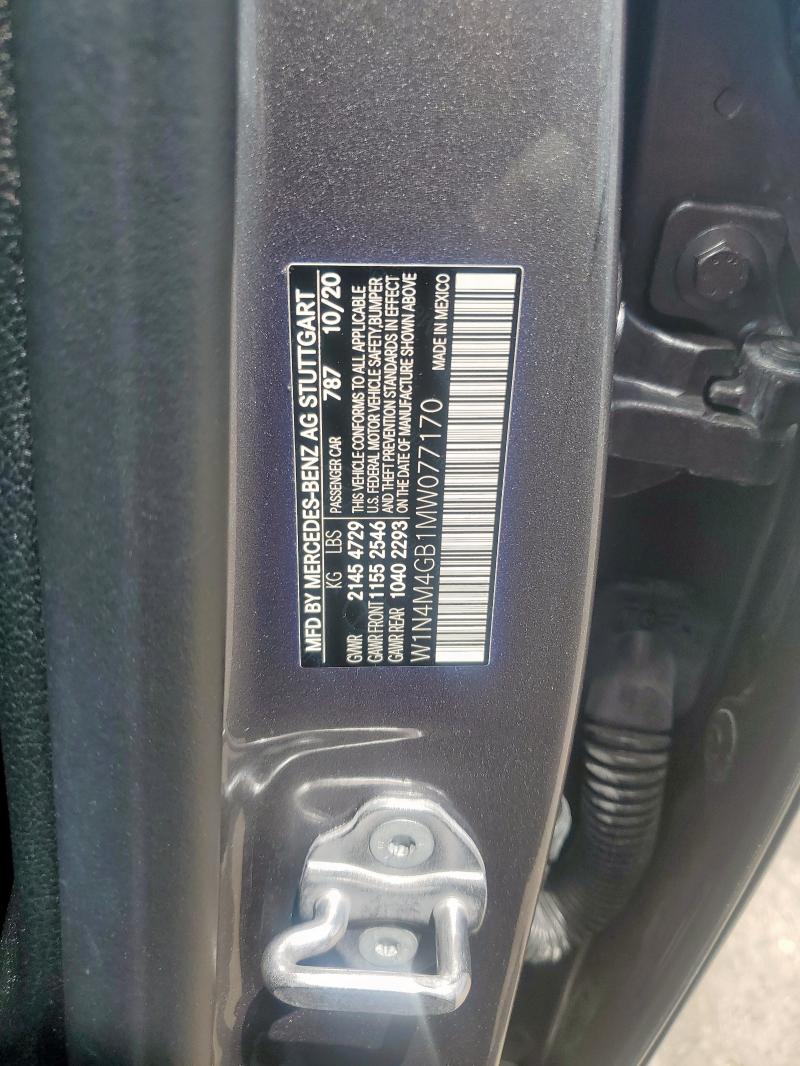 MFD BY MERCEDES-BENZ AG STUTTGART
KG LBS PASSENGER CAR 787 10/20
GVWR 2145 4729 THIS VEHICLE CONFORMS TO ALL APPLICABLE
GAWR FRONT 1155 2546 U.S. FEDERAL MOTOR VEHICLE SAFETY, BUMPER
GAWR REAR 1040 2293 AND THEFT PREVENTION STANDARDS IN EFFECT
ON THE DATE OF MANUFACTURE SHOWN ABOVE
W1N4M4GB1MW077170 MADE IN MEXICO